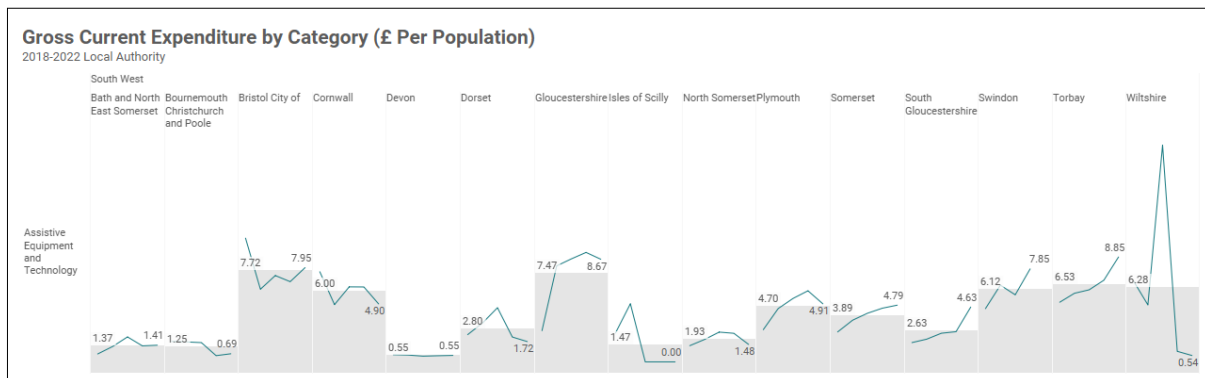 Gross Current Expenditure by Category (£ Per Population)
2018-2022 Local Authority
South West
Bath and North East Somerset
Bournemouth Christchurch and Poole
Bristol City of
Cornwall
Devon
Dorset
Gloucestershire
Isles of Scilly
North Somerset
Plymouth
Somerset
South Gloucestershire
Swindon
Torbay
Wiltshire
Assistive
Equipment
and
Technology
1.37
1.41
1.25
0.69
7.72
7.95
6.00
4.90
0.55
0.55
2.80
1.72
7.47
8.67
1.47
0.00
1.93
1.48
4.70
4.91
3.89
4.79
2.63
4.63
6.12
7.85
6.53
8.85
6.28
0.54